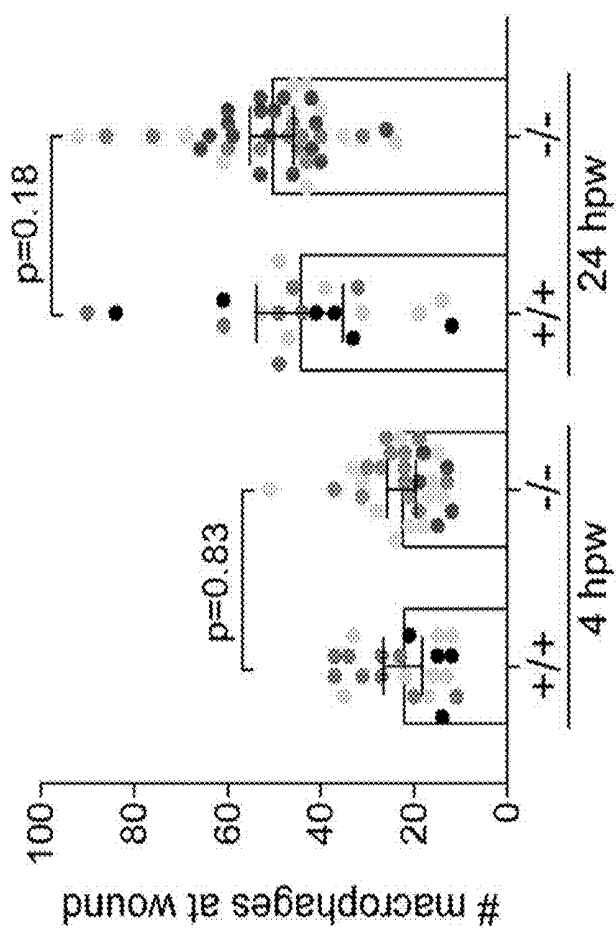 # macrophages at wound
100
80
60
40
20
0
p=0.83
p=0.18
+/+ -/- +/+ -/-
4 hpw 24 hpw